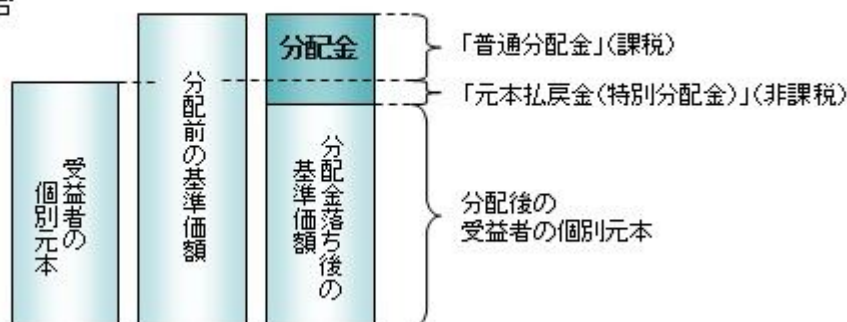 分配金
「普通分配金」(課税)
「元本払戻金(特別分配金)」(非課税)
受益者の
個別元本
分配前の基準価額
分配金落ち後の
基準価額
分配後の
受益者の個別元本